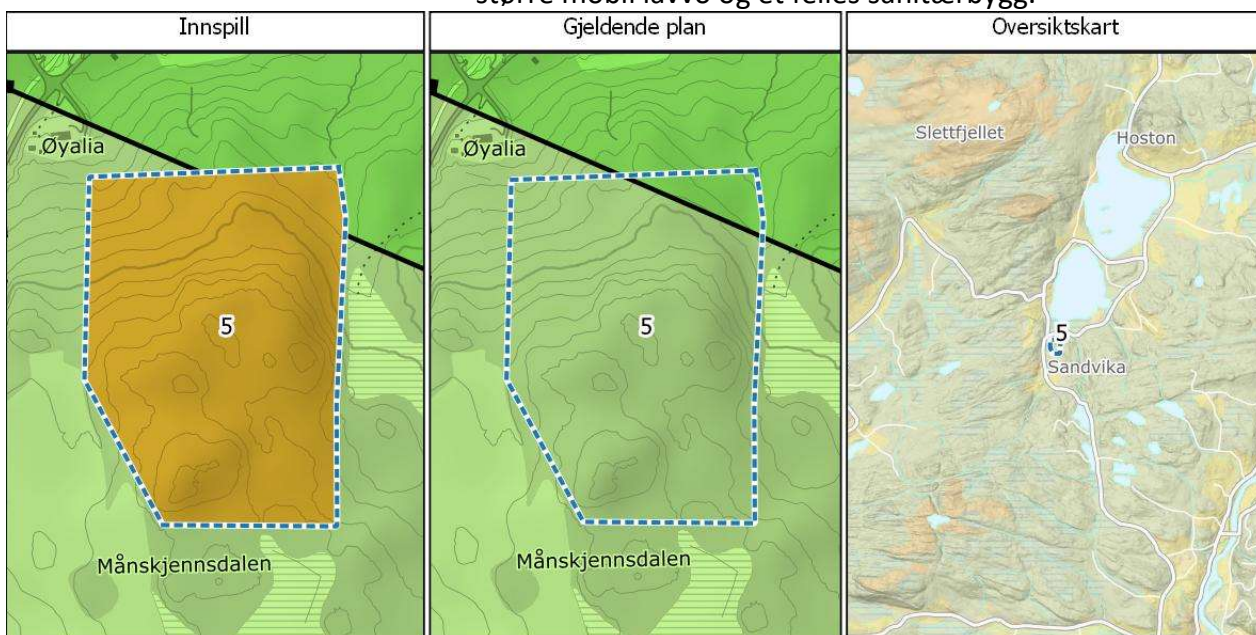 større mobil lavvo og et felles sanitærbygg.
Innspill
Gjeldende plan
Oversiktskart
Øyalia
5
Månskjennsdalen
Øyalia
5
Månskjennsdalen
Slettfjellet
Hoston
5
Sandvika